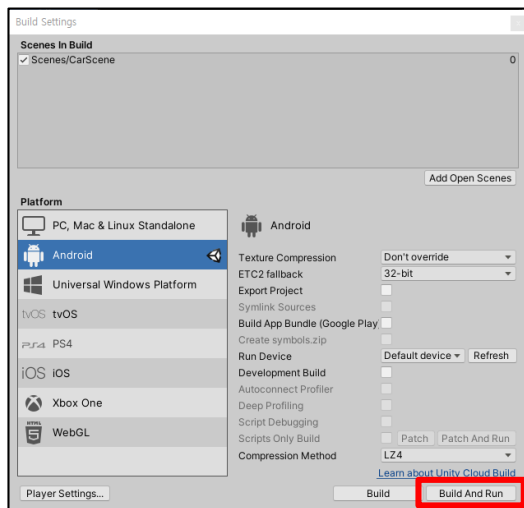 Build Settings
Scenes In Build
Scenes/CarScene 0
Add Open Scenes
Platform
PC, Mac & Linux Standalone
Android
Universal Windows Platform
tvOS tvOS
PS4 PS4
iOS iOS
Xbox One
HTML 5 WebGL
Android
Texture Compression Don't override
ETC2 fallback 32-bit
Export Project
Symlink Sources
Build App Bundle (Google Play
Create symbols.zip
Run Device Default device Refresh
Development Build
Autoconnect Profiler
Deep Profiling
Script Debugging
Scripts Only Build Patch Patch And Run
Compression Method LZ4
Learn about Unity Cloud Build
Player Settings... Build Build And Run